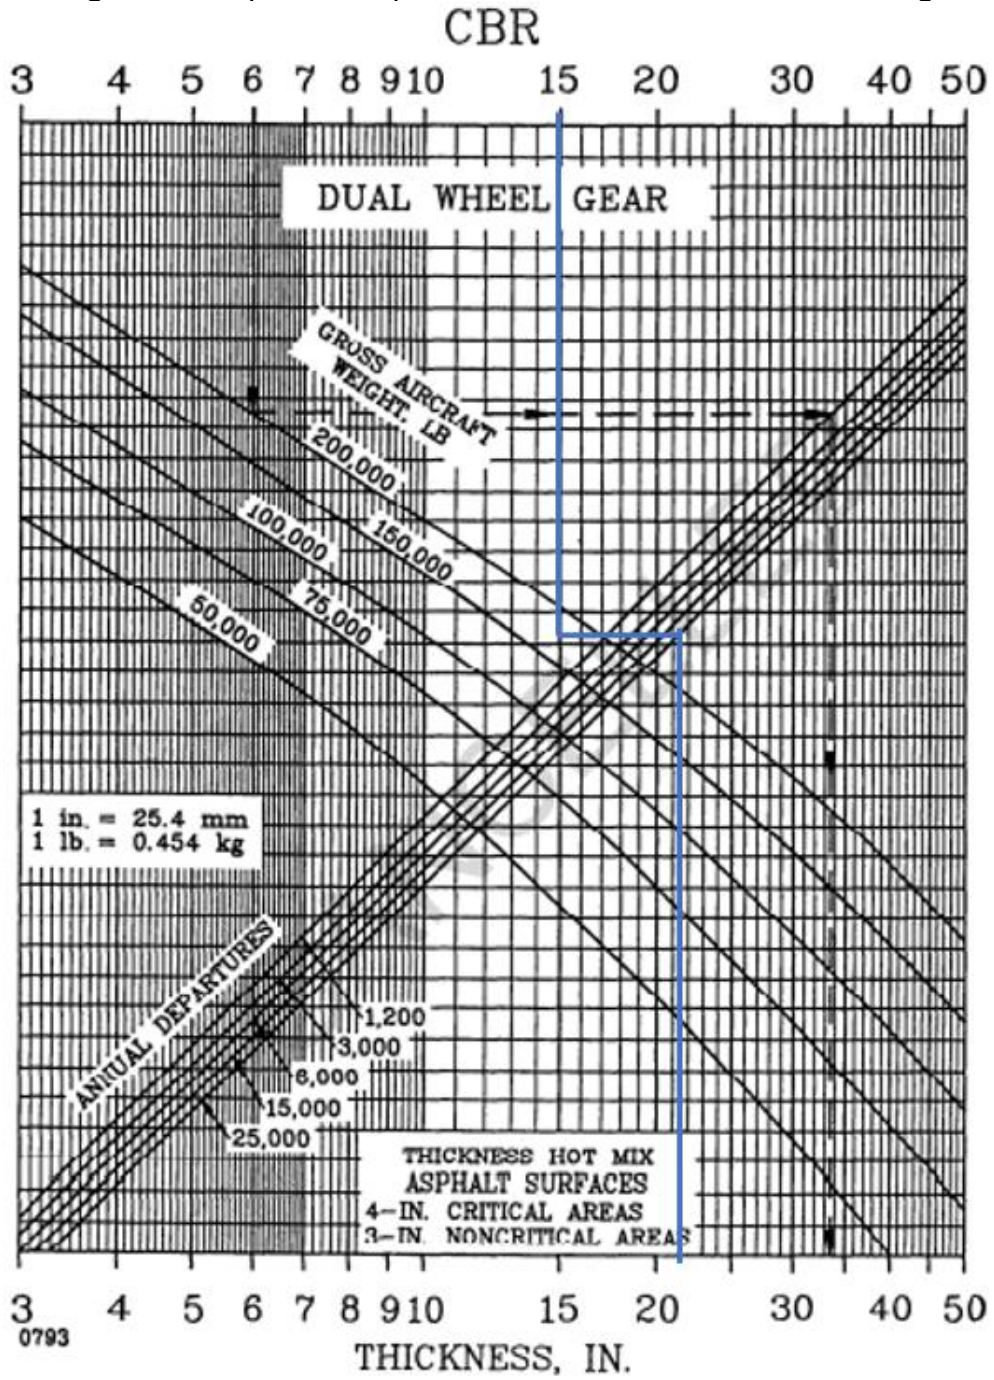 CBR
3 4 5 6 7 8 9 10 15 20 30 40 50
DUAL WHEEL GEAR
GROSS AIRCRAFT
WEIGHT, LB
200,000
150,000
100,000
75,000
50,000
1 in. = 25.4 mm
1 lb. = 0.454 kg
ANNUAL DEPARTURES
1,200
3,000
6,000
15,000
25,000
THICKNESS HOT MIX
ASPHALT SURFACES
4-IN. CRITICAL AREAS
3-IN. NONCRITICAL AREAS
3 4 5 6 7 8 9 10 15 20 30 40 50
0793
THICKNESS, IN.